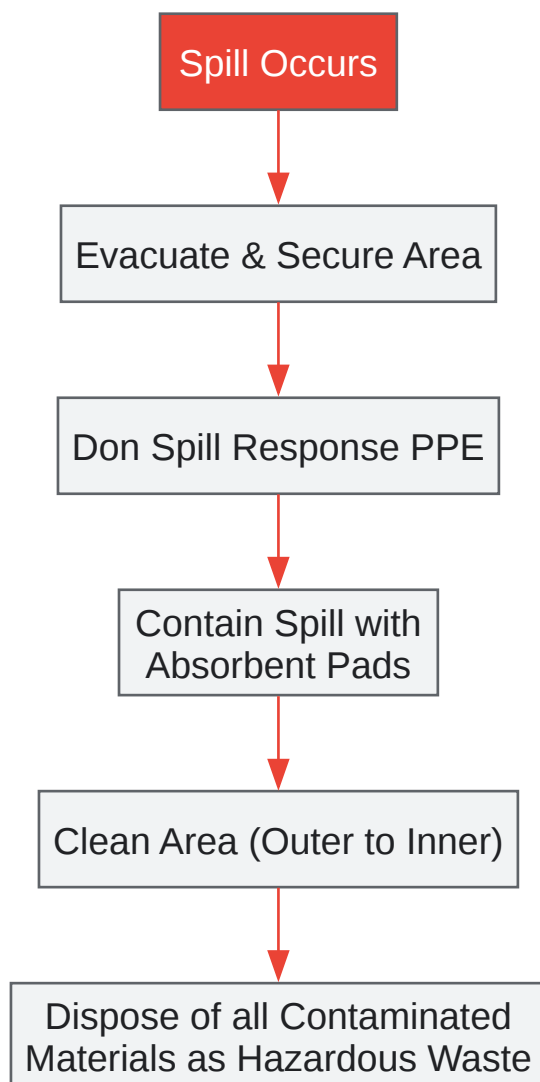 Spill Occurs
Evacuate & Secure Area
Don Spill Response PPE
Contain Spill with
Absorbent Pads
Clean Area (Outer to Inner)
Dispose of all Contaminated
Materials as Hazardous Waste